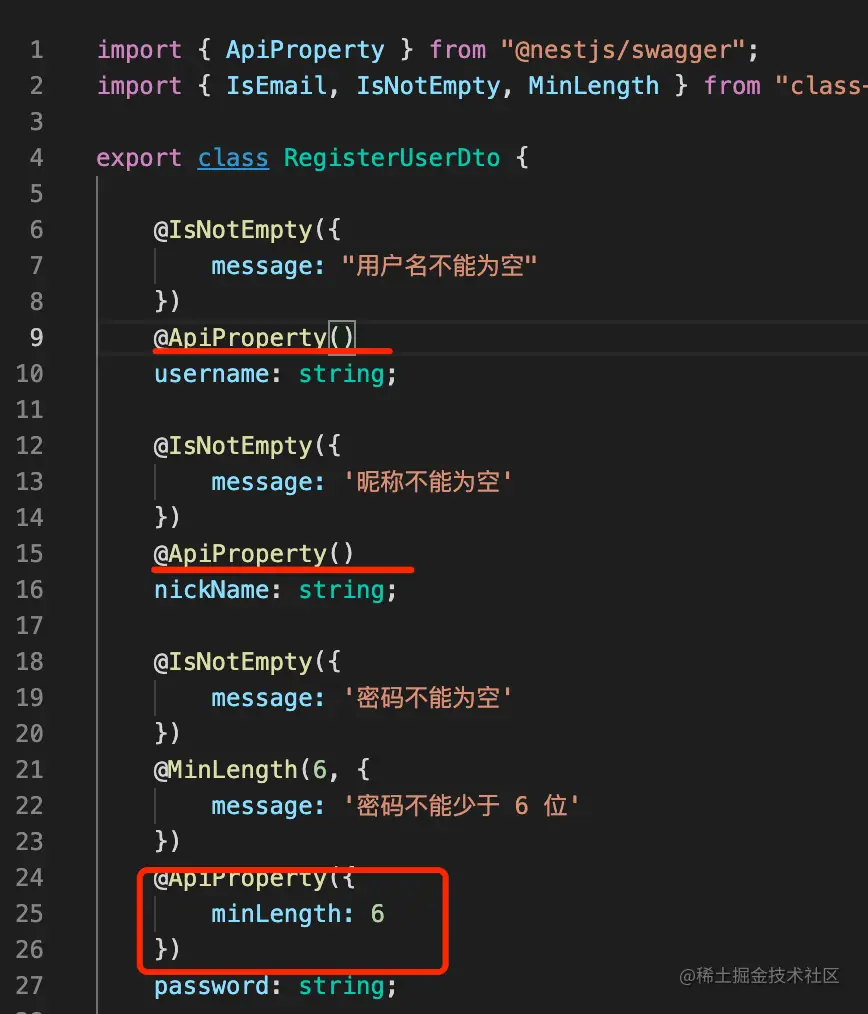 1 import { ApiProperty } from "@nestjs/swagger";
2 import { IsEmail, IsNotEmpty, MinLength } from "class-
3
4 export class RegisterUserDto {
5
6 @IsNotEmpty({
7 message: "用户名不能为空"
8 })
9 @ApiProperty()
10 username: string;
11
12 @IsNotEmpty({
13 message: '昵称不能为空'
14 })
15 @ApiProperty()
16 nickName: string;
17
18 @IsNotEmpty({
19 message: '密码不能为空'
20 })
21 @MinLength(6, {
22 message: '密码不能少于 6 位'
23 })
24 @ApiProperty({
25 minLength: 6
26 })
27 password: string;
@稀土掘金技术社区